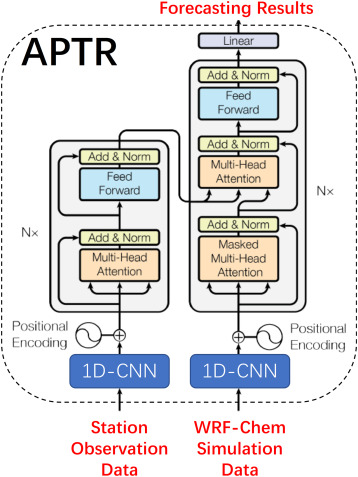 Forecasting Results
APTR
Linear
Add & Norm
Feed
Forward
Add & Norm
Multi-Head
Attention
Add & Norm
Masked
Multi-Head
Attention
N×
Add & Norm
Feed
Forward
Add & Norm
Multi-Head
Attention
N×
Positional
Encoding
Positional
Encoding
1D-CNN
1D-CNN
Station
Observation
Data
WRF-Chem
Simulation
Data